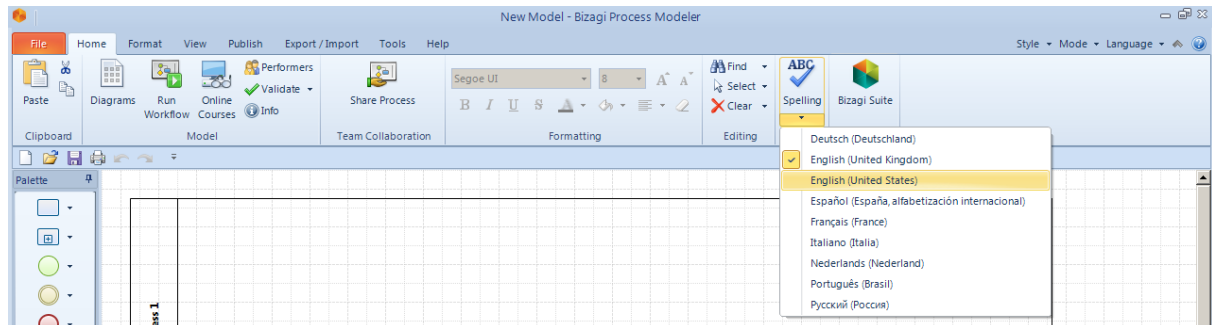 New Model - Bizagi Process Modeler
File Home Format View Publish Export / Import Tools Help Style Mode Language
Paste
Clipboard
Diagrams
Run Workflow
Online Courses
Performers
Validate
Info
Model
Share Process
Team Collaboration
Segoe UI 8 A A
B I U S A
Formatting
Find
Select
Clear
Editing
ABC
Spelling
Bizagi Suite
Deutsch (Deutschland)
English (United Kingdom)
English (United States)
Español (España, alfabetización internacional)
Français (France)
Italiano (Italia)
Nederlands (Nederland)
Português (Brasil)
Русский (Россия)
Palette
ess 1